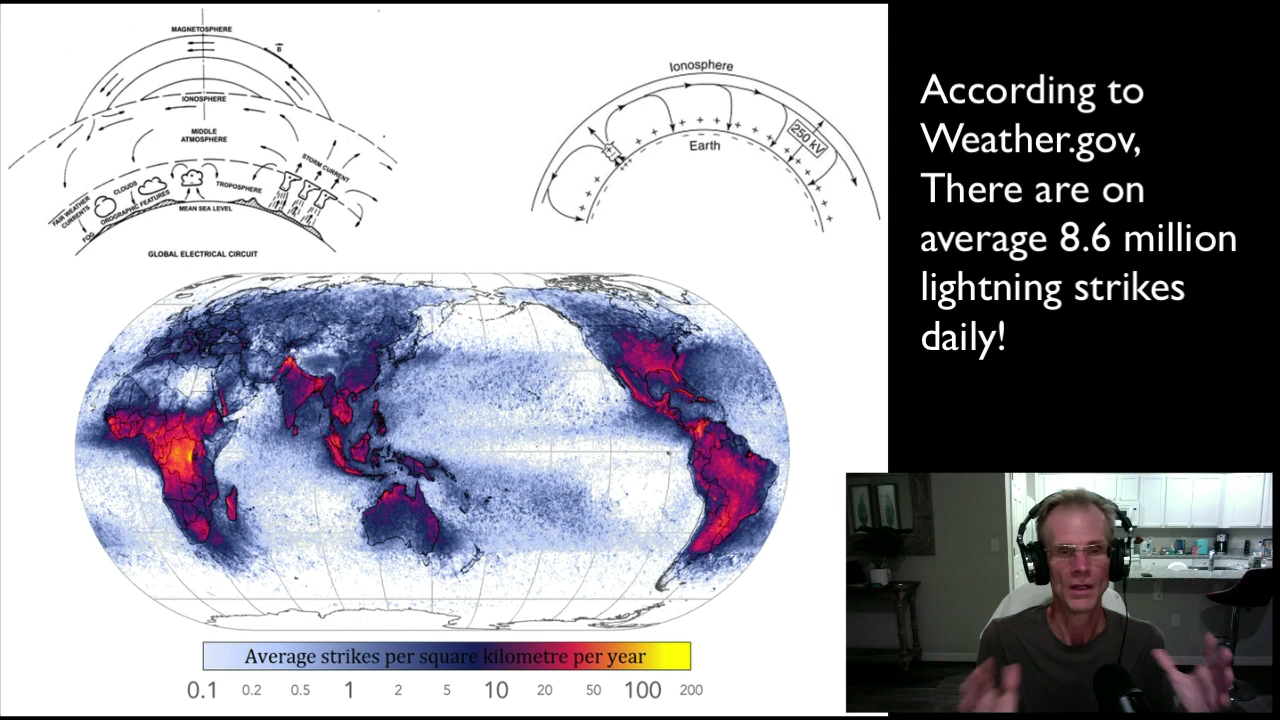 MAGNETOSPHERE
B
IONOSPHERE
MIDDLE
ATMOSPHERE
STORM CURRENT
CLOUDS
TROPOSPHERE
FAIR WEATHER
CURRENTS
OROGRAPHIC FEATURES
MEAN SEA LEVEL
FOG
GLOBAL ELECTRICAL CIRCUIT
Ionosphere
250 kV
Earth
According to
Weather.gov,
There are on
average 8.6 million
lightning strikes
daily!
Average strikes per square kilometre per year
0.1 0.2 0.5 1 2 5 10 20 50 100 200